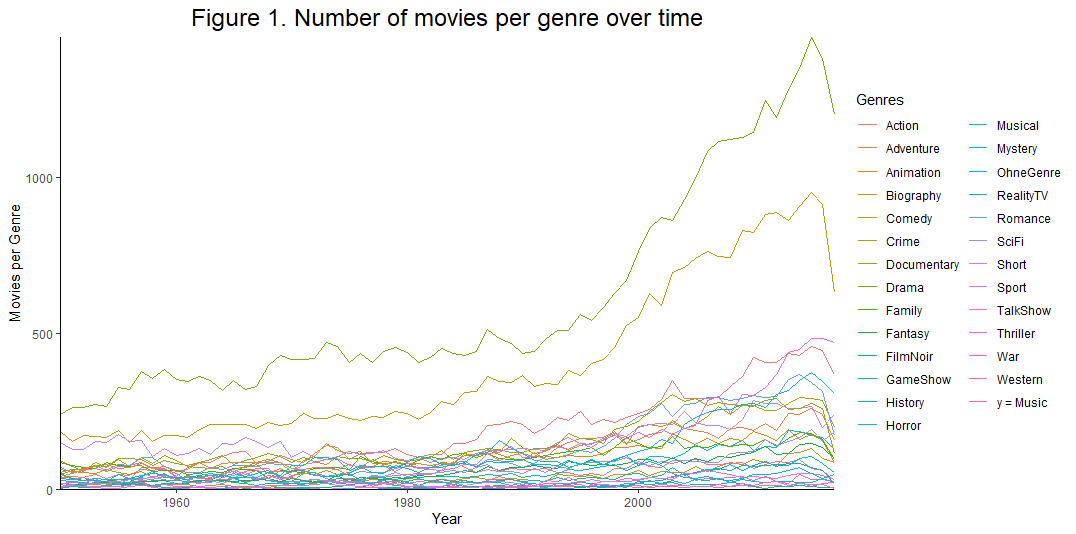 Figure 1. Number of movies per genre over time
Movies per Genre
1000
500
0
1960
1980
2000
Year
Genres
Action
Adventure
Animation
Biography
Comedy
Crime
Documentary
Drama
Family
Fantasy
FilmNoir
GameShow
History
Horror
Musical
Mystery
OhneGenre
RealityTV
Romance
SciFi
Short
Sport
TalkShow
Thriller
War
Western
y = Music